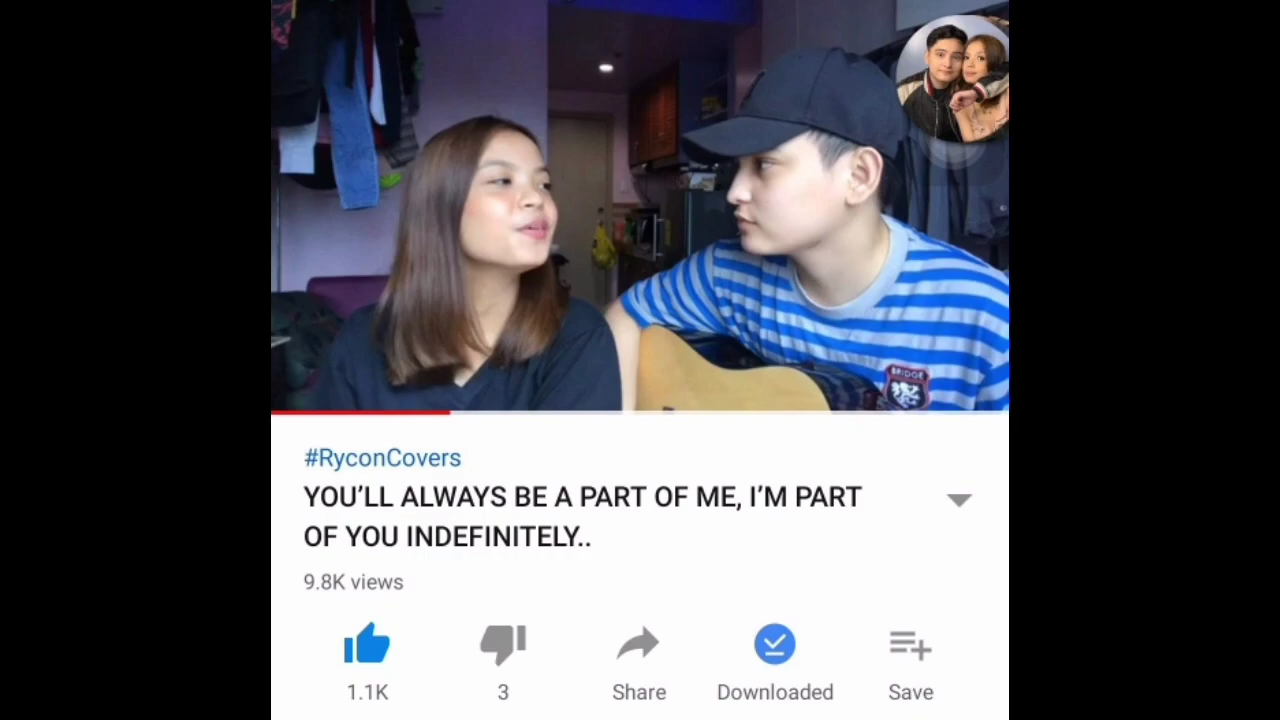 BRIDGE
#RyconCovers
YOU’LL ALWAYS BE A PART OF ME, I’M PART
OF YOU INDEFINITELY..
9.8K views
1.1K
3
Share
Downloaded
Save